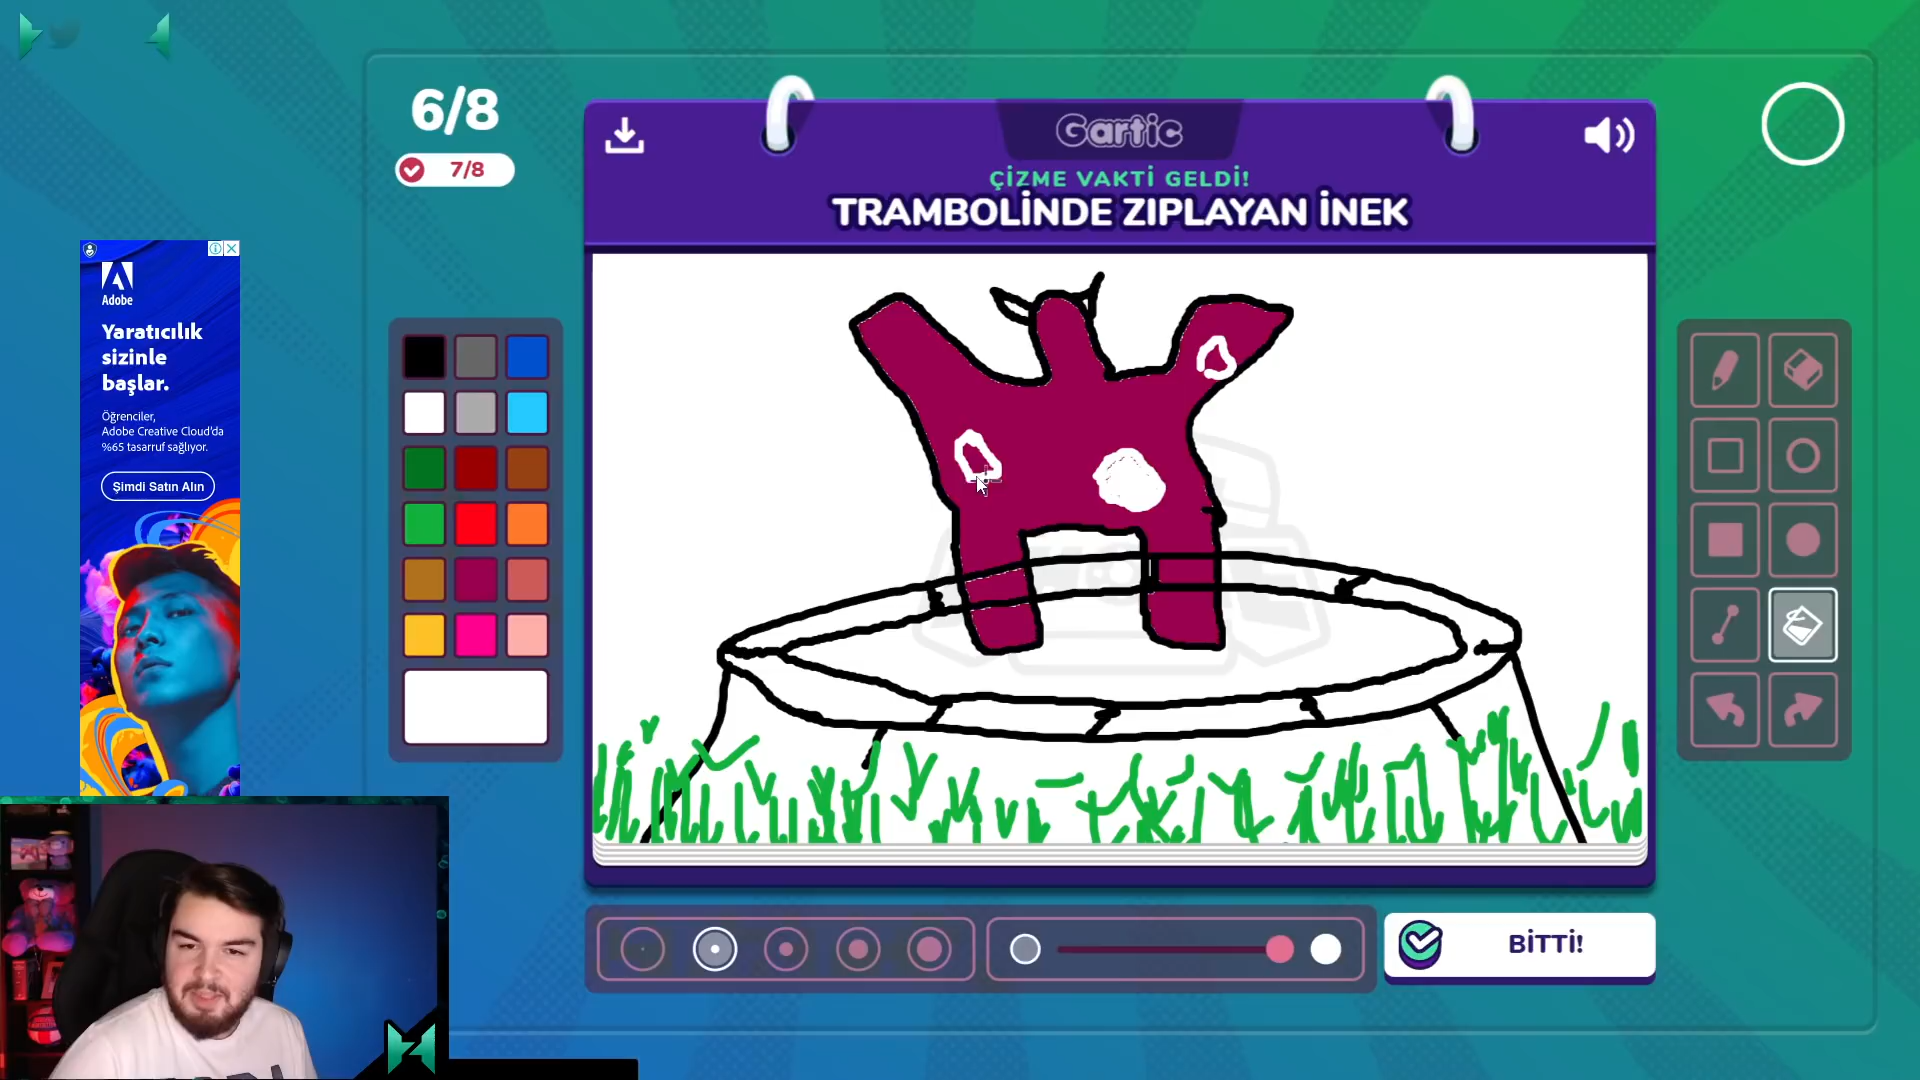 6/8
7/8
Gartic
ÇİZME VAKTİ GELDİ!
TRAMBOLİNDE ZIPLAYAN İNEK
Adobe
Yaratıcılık
sizinle
başlar.
Öğrenciler,
Adobe Creative Cloud'da
%65 tasarruf sağlıyor.
Şimdi Satın Alın
BİTTİ!